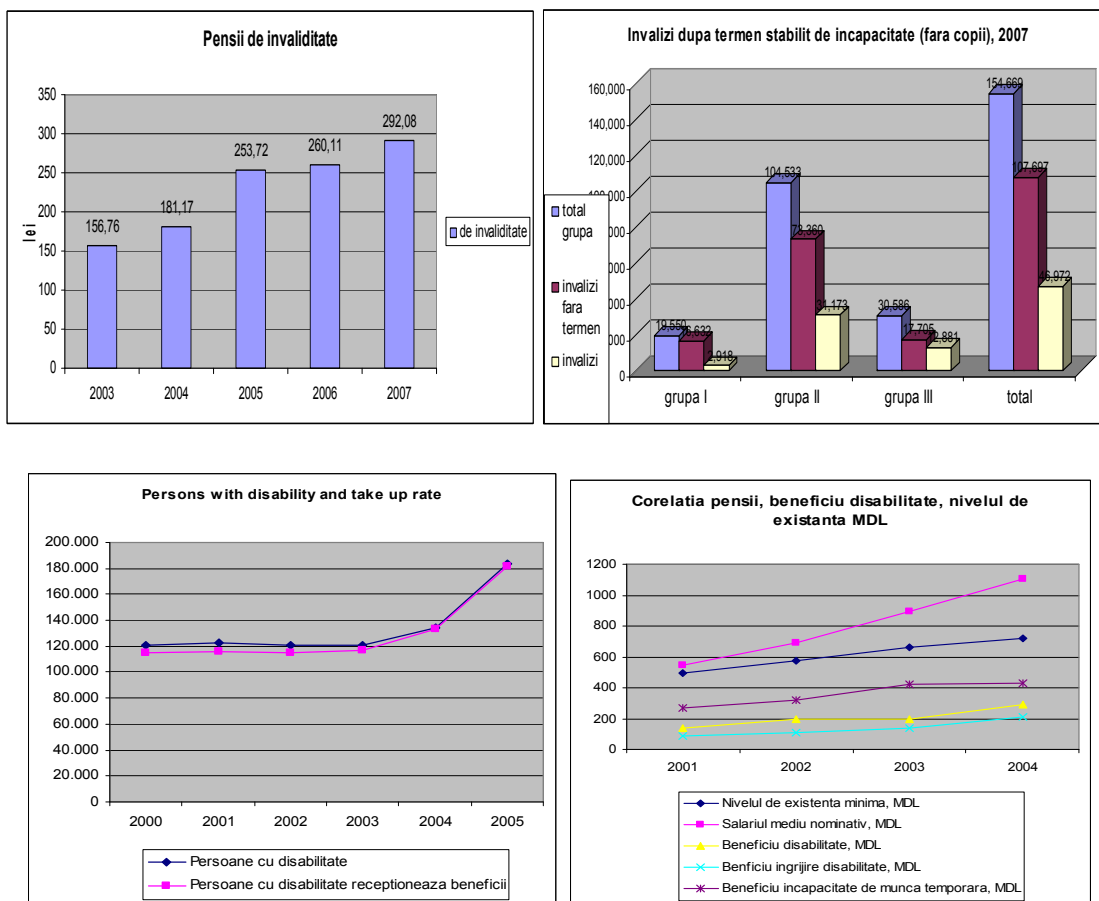 Pensii de invaliditate
350
300
250
200
150
100
50
0
lei
156,76
181,17
253,72
260,11
292,08
2003 2004 2005 2006 2007
de invaliditate
Invalizi dupa termen stabilit de incapacitate (fara copii), 2007
160,000
140,000
120,000
0
19,550
2,918
104,533
73,360
31,173
30,586
17,705
154,669
107,697
46,972
grupa I grupa II grupa III total
total
grupa
invalizi
fara
termen
invalizi
Persons with disability and take up rate
200.000
180.000
160.000
140.000
120.000
100.000
80.000
60.000
40.000
20.000
0
2000 2001 2002 2003 2004 2005
Persoane cu disabilitate
Persoane cu disabilitate receptioneaza beneficii
Corelatia pensii, beneficiu disabilitate, nivelul de
existanta MDL
1200
1000
800
600
400
200
0
2001 2002 2003 2004
Nivelul de existenta minima, MDL
Salariul mediu nominativ, MDL
Beneficiu disabilitate, MDL
Benficiu ingrijire disabilitate, MDL
Beneficiu incapacitate de munca temporara, MDL